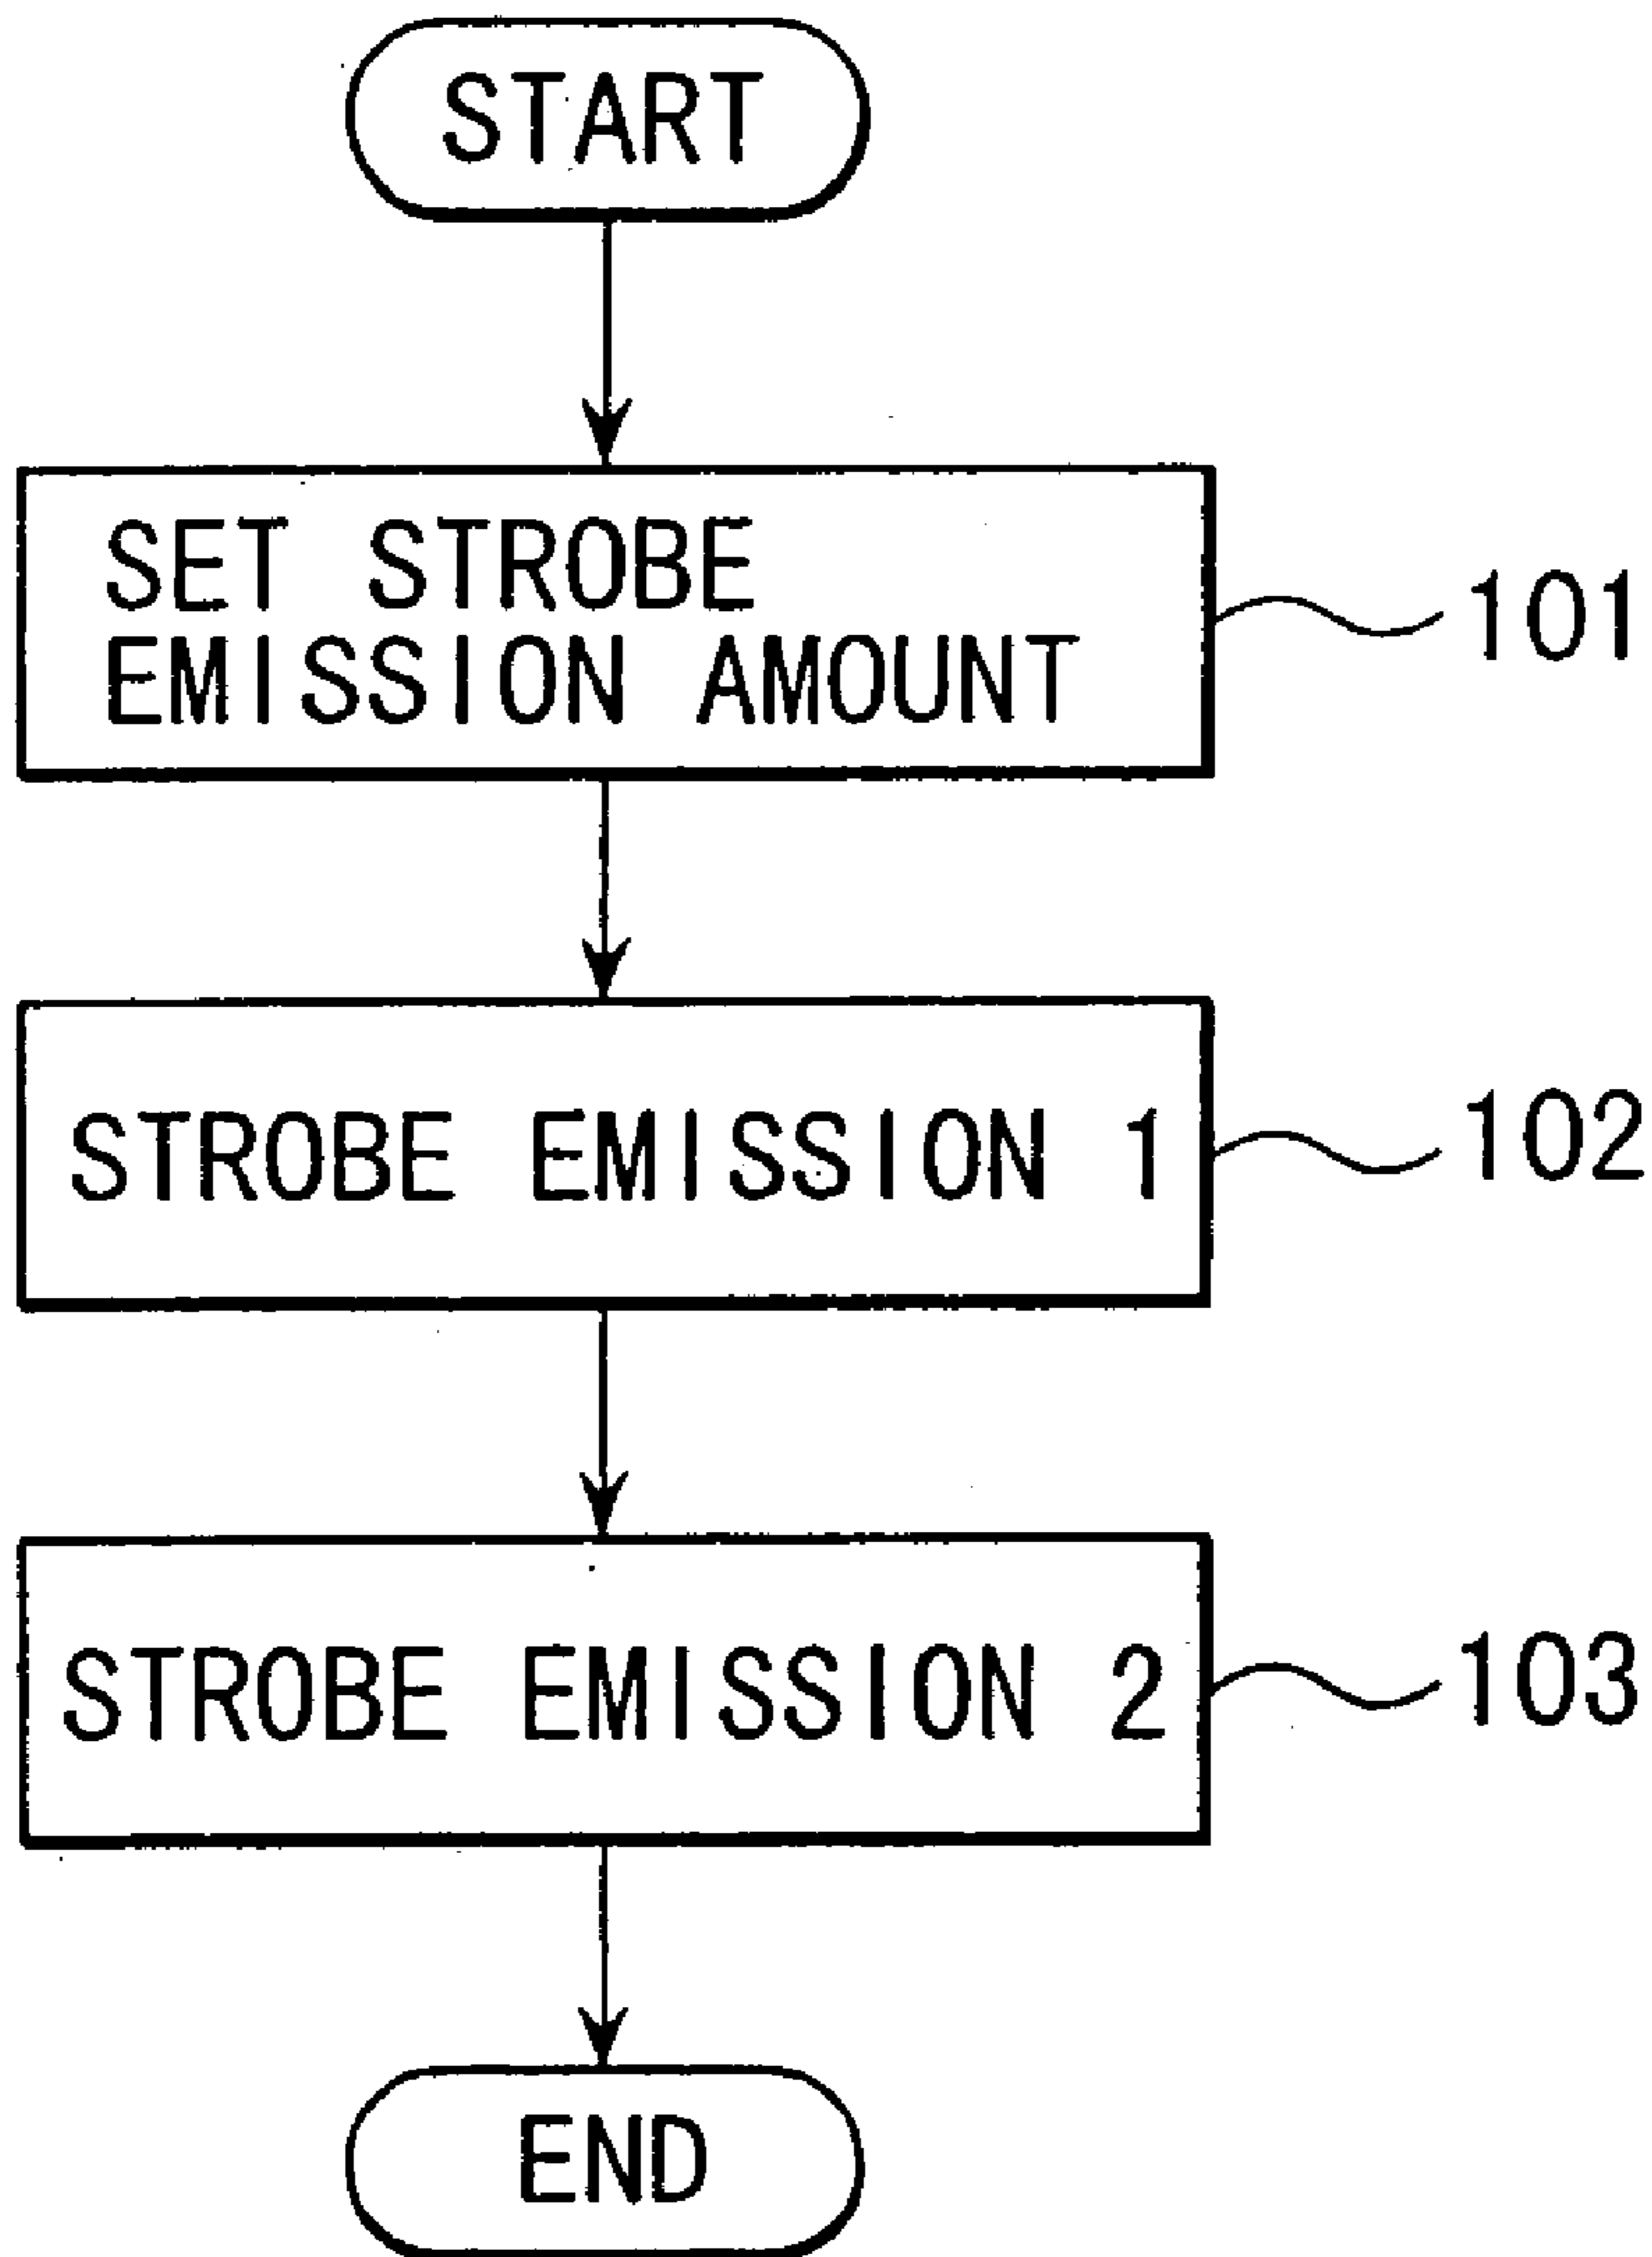 START
SET STROBE
EMISSION AMOUNT
101
STROBE EMISSION 1
102
STROBE EMISSION 2
103
END